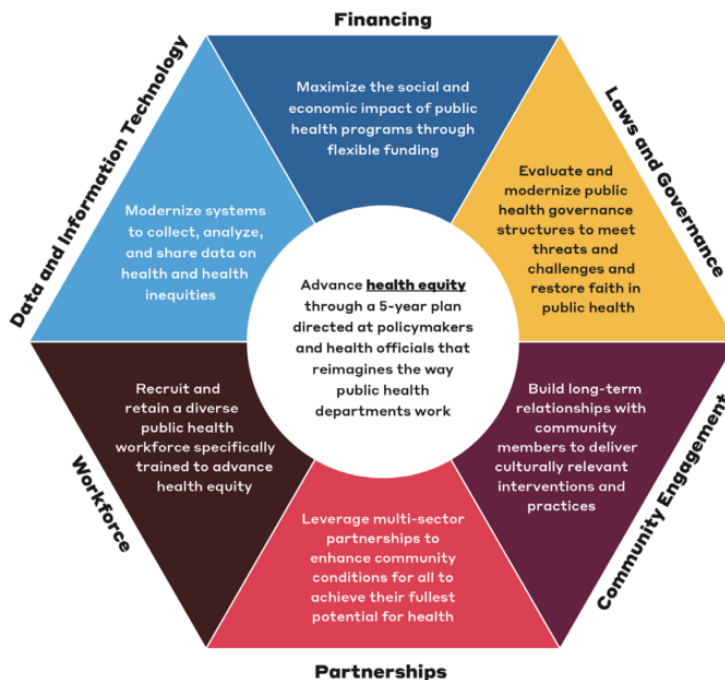 Financing
Maximize the social and
economic impact of public
health programs through
flexible funding
Laws and Governance
Evaluate and
modernize public
health governance
structures to meet
threats and
challenges and
restore faith in
public health
Data and Information Technology
Modernize systems
to collect, analyze,
and share data on
health and health
inequities
Advance health equity
through a 5-year plan
directed at policymakers
and health officials that
reimagines the way
public health
departments work
Workforce
Recruit and
retain a diverse
public health
workforce specifically
trained to advance
health equity
Community Engagement
Build long-term
relationships with
community
members to deliver
culturally relevant
interventions and
practices
Leverage multi-sector
partnerships to
enhance community
conditions for all to
achieve their fullest
potential for health
Partnerships